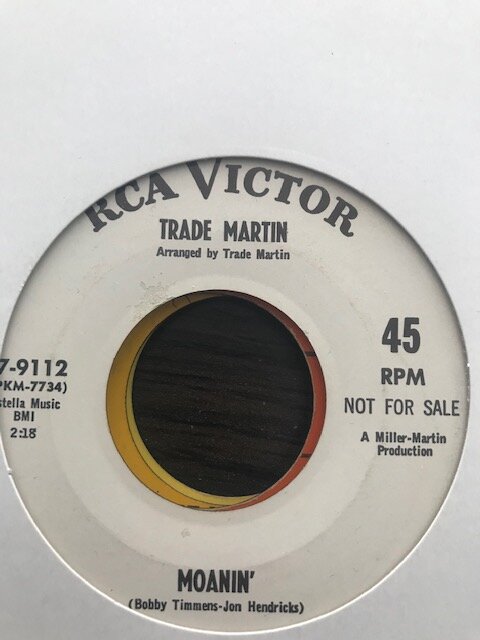 RCA VICTOR
TRADE MARTIN
Arranged by Trade Martin
7-9112
PKM-7734)
stella Music
BMI
2:18
45
RPM
NOT FOR SALE
A Miller-Martin
Production
MOANIN'
(Bobby Timmens-Jon Hendricks)